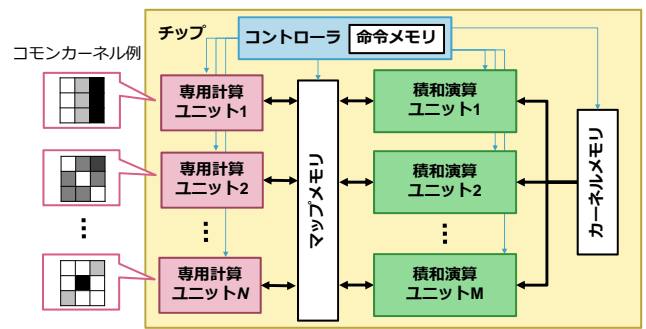 チップ
コントローラ
命令メモリ
コモンカーネル例
専用計算
ユニット1
専用計算
ユニット2
⋮
専用計算
ユニットN
マップメモリ
積和演算
ユニット1
積和演算
ユニット2
⋮
積和演算
ユニットM
カーネルメモリ